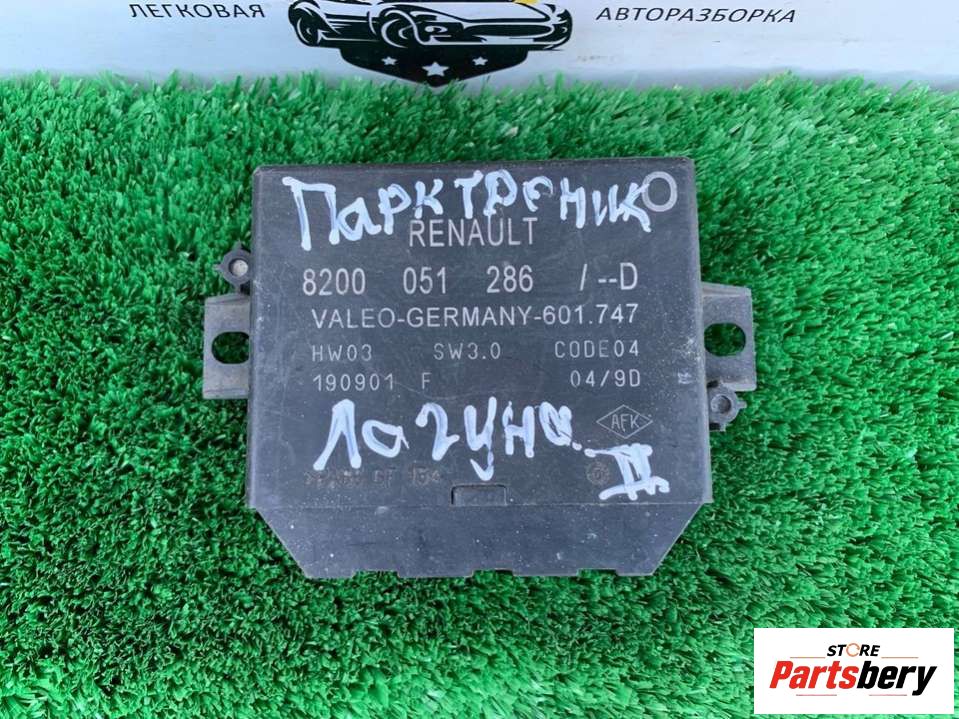 ЛЕГКОВАЯ АВТОРАЗБОРКА
Парктроник
RENAULT
8200 051 286 /--D
VALEO-GERMANY-601.747
HW03 SW3.0 CODE04
190901 F 04/9D
AFK
Лагуна
II
STORE
Partsbery